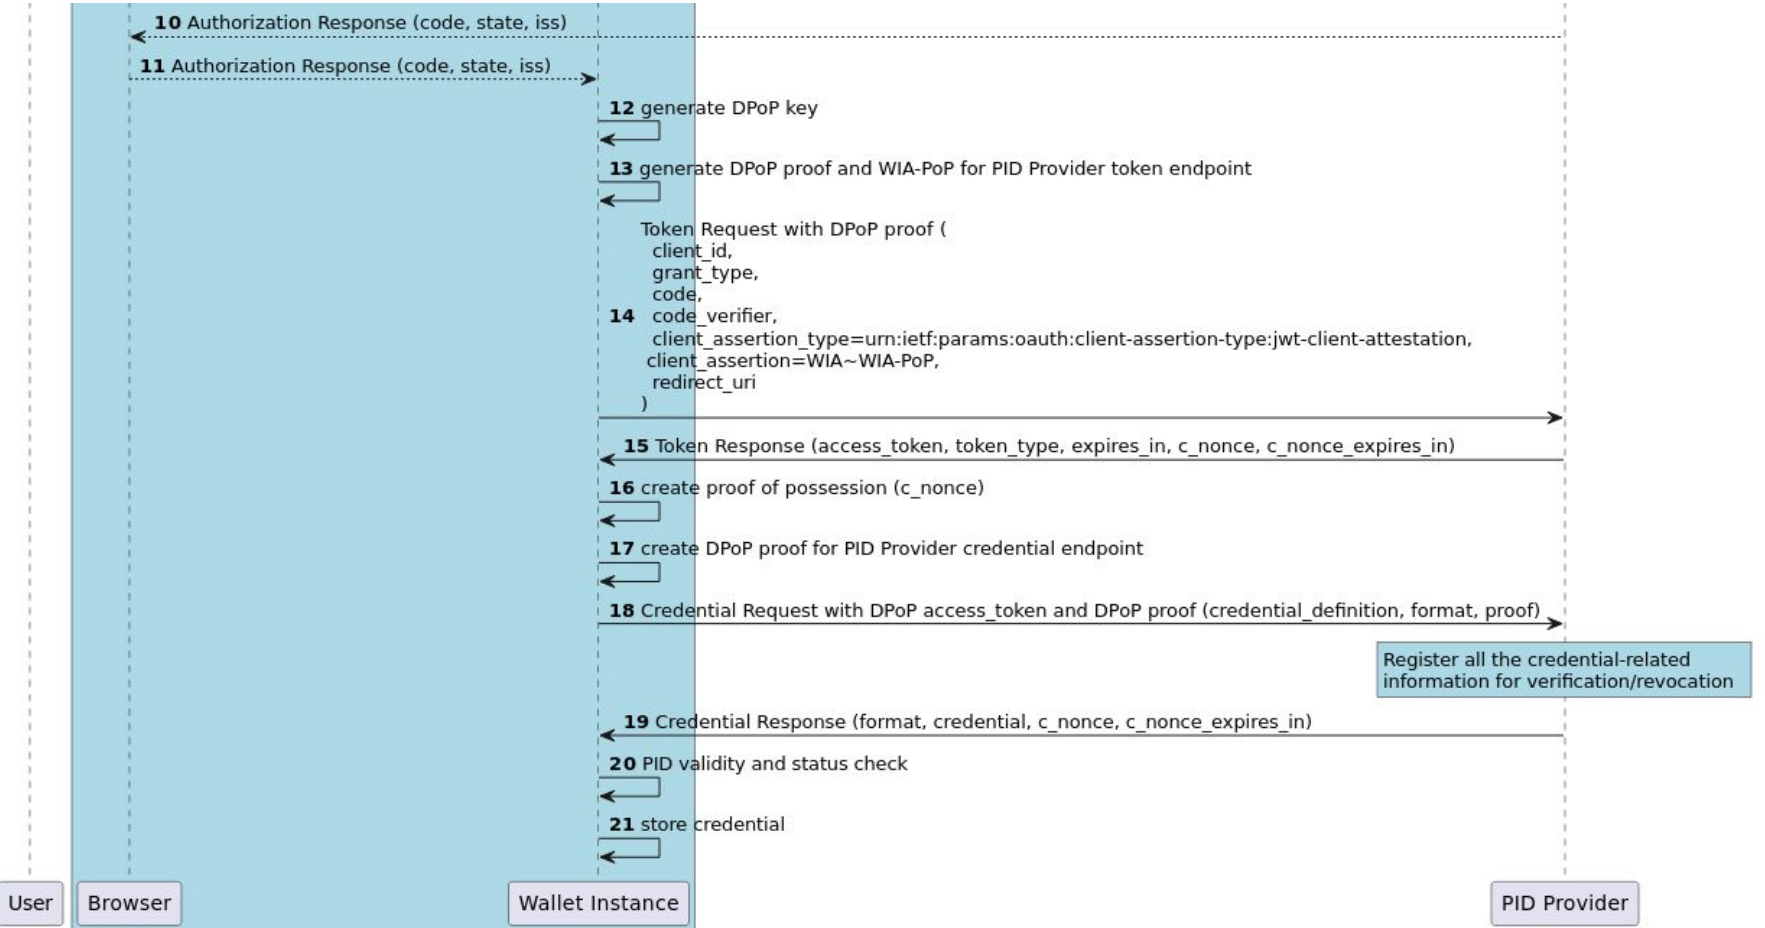 10 Authorization Response (code, state, iss)
11 Authorization Response (code, state, iss)
12 generate DPoP key
13 generate DPoP proof and WIA-PoP for PID Provider token endpoint
Token Request with DPoP proof (
client_id,
grant_type,
code,
14 code_verifier,
client_assertion_type=urn:ietf:params:oauth:client-assertion-type:jwt-client-attestation,
client_assertion=WIA~WIA-PoP,
redirect_uri
)
15 Token Response (access_token, token_type, expires_in, c_nonce, c_nonce_expires_in)
16 create proof of possession (c_nonce)
17 create DPoP proof for PID Provider credential endpoint
18 Credential Request with DPoP access_token and DPoP proof (credential_definition, format, proof)
Register all the credential-related
information for verification/revocation
19 Credential Response (format, credential, c_nonce, c_nonce_expires_in)
20 PID validity and status check
21 store credential
User Browser Wallet Instance PID Provider